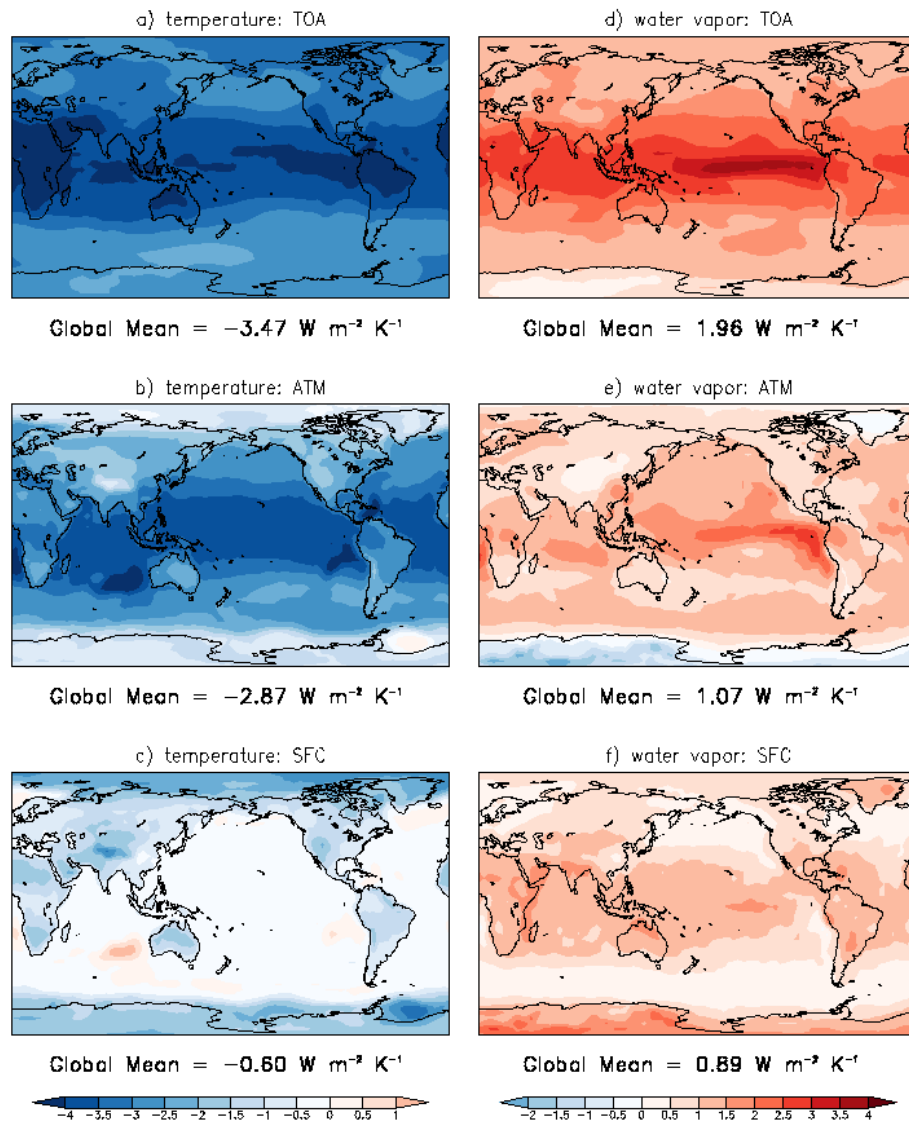 a) temperature: TOA
d) water vapor: TOA
Global Mean = −3.47 W m⁻² K⁻¹
Global Mean = 1.96 W m⁻² K⁻¹
b) temperature: ATM
e) water vapor: ATM
Global Mean = −2.87 W m⁻² K⁻¹
Global Mean = 1.07 W m⁻² K⁻¹
c) temperature: SFC
f) water vapor: SFC
Global Mean = −0.60 W m⁻² K⁻¹
Global Mean = 0.89 W m⁻² K⁻¹
−4 −3.5 −3 −2.5 −2 −1.5 −1 −0.5 0 0.5 1
−2 −1.5 −1 −0.5 0 0.5 1 1.5 2 2.5 3 3.5 4